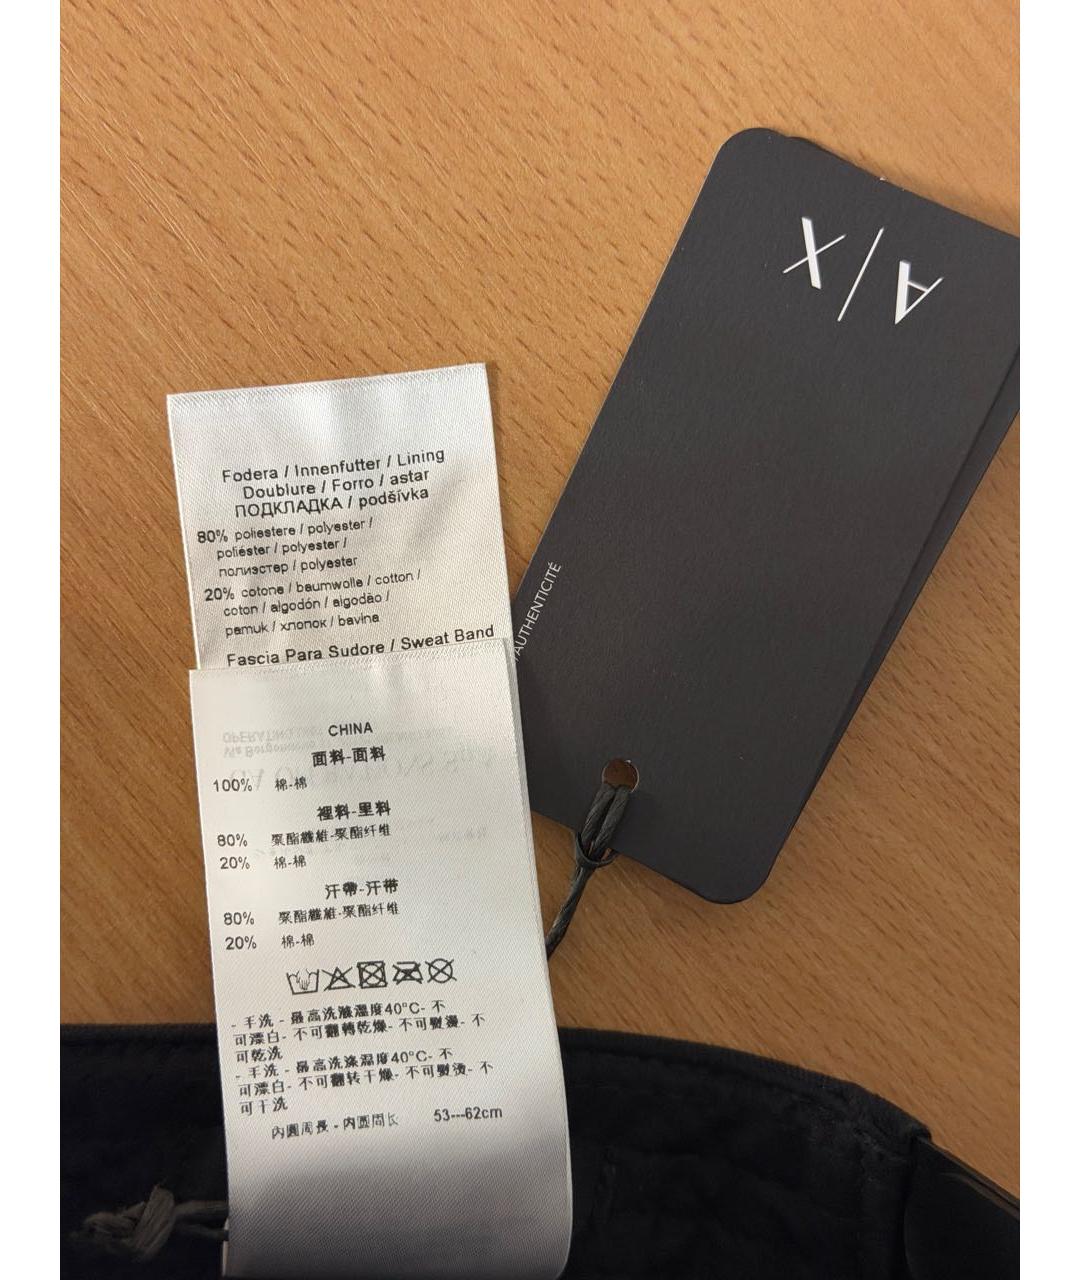 A|X
AUTHENTICITÉ
Fodera / Innenfutter / Lining
Doublure / Forro / astar
ПОДКЛАДКА / podšívka
80% poliestere / polyester /
poliéster / polyester /
полиэстер / polyester
20% cotone / baumwolle / cotton /
coton / algodón / algodão /
pamuk / хлопок / bavlna
Fascia Para Sudore / Sweat Band
CHINA
面料-面料
100% 棉-棉
裡料-里料
80% 聚酯纖維-聚酯纤维
20% 棉-棉
汗帶-汗带
80% 聚酯纖維-聚酯纤维
20% 棉-棉
- 手洗 - 最高洗滌溫度40°C- 不
可漂白- 不可翻轉乾燥- 不可熨燙- 不
可乾洗
- 手洗 - 最高洗涤温度40°C- 不
可漂白- 不可翻转干燥- 不可熨烫- 不
可干洗
內圓周長 - 内圆周长 53---62cm